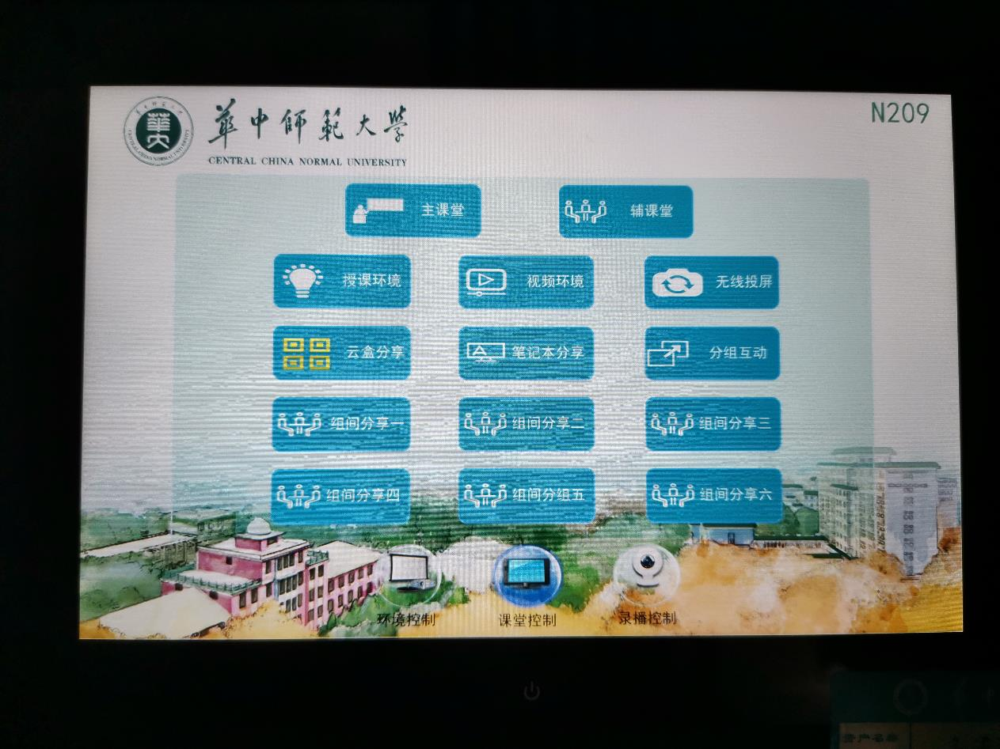 華中師範大學
CENTRAL CHINA NORMAL UNIVERSITY
N209
主课堂
辅课堂
授课环境
视频环境
无线投屏
云盒分享
笔记本分享
分组互动
组间分享一
组间分享二
组间分享三
组间分享四
组间分组五
组间分享六
环境控制
课堂控制
录播控制
资产名称